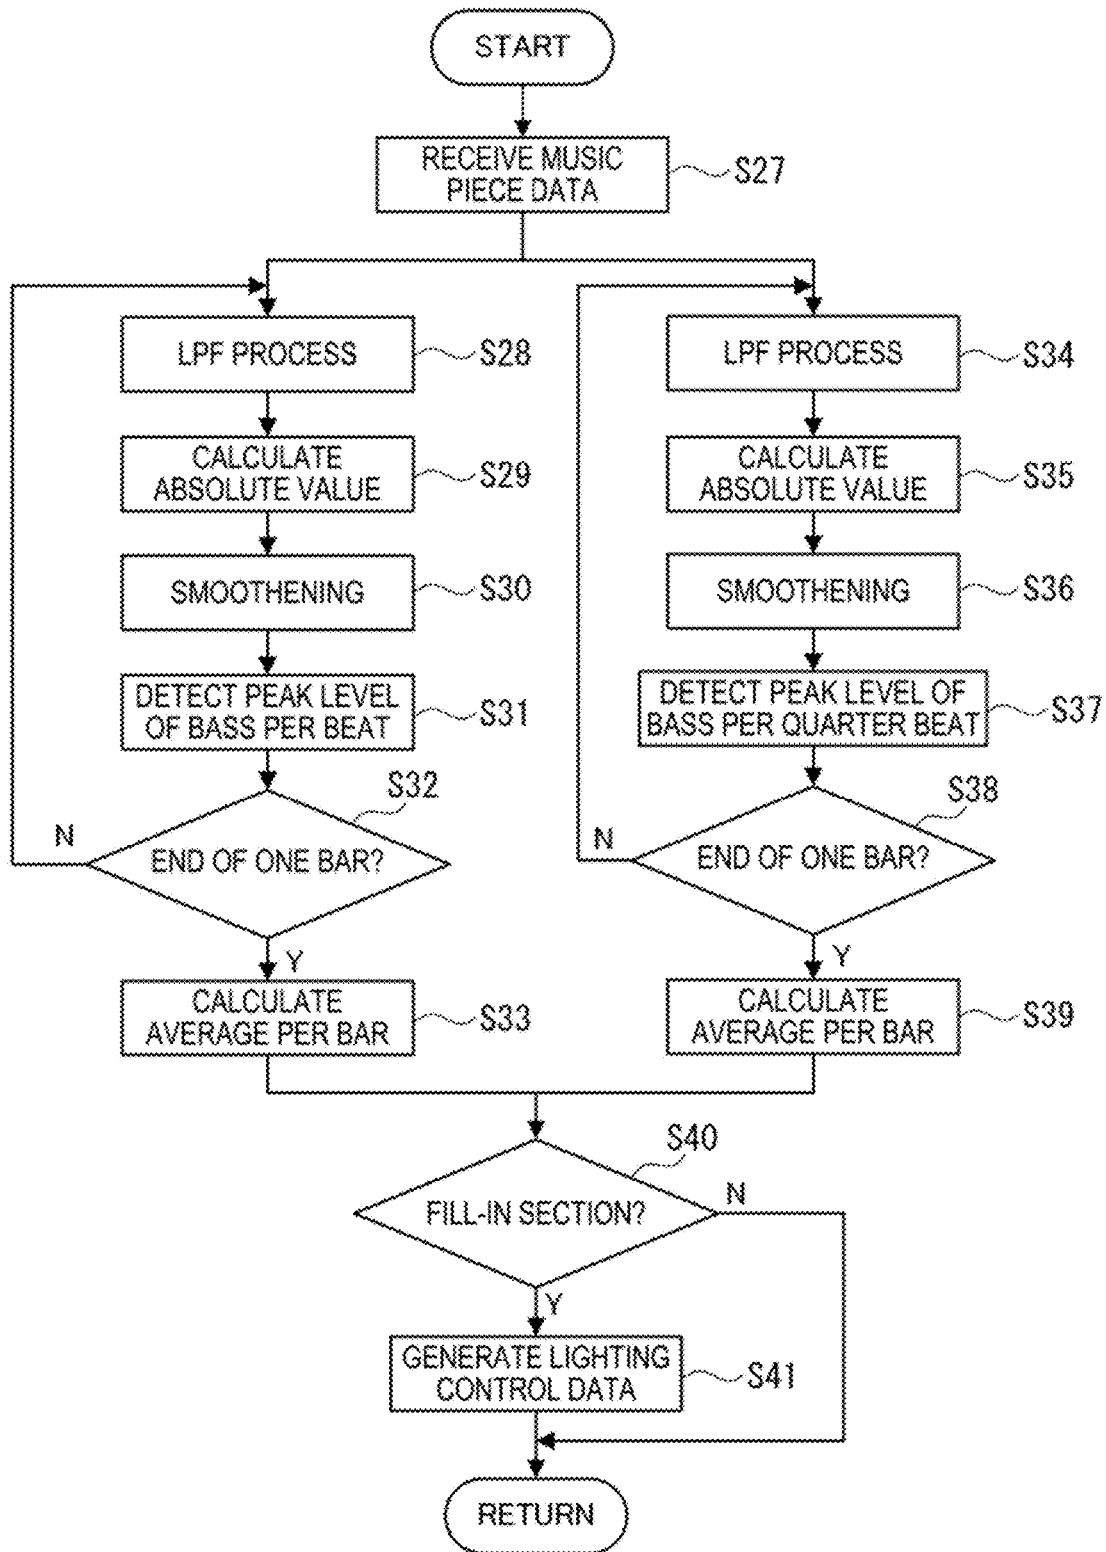 START
RECEIVE MUSIC
PIECE DATA
S27
LPF PROCESS
S28
CALCULATE
ABSOLUTE VALUE
S29
SMOOTHENING
S30
DETECT PEAK LEVEL
OF BASS PER BEAT
S31
S32
N
END OF ONE BAR?
Y
CALCULATE
AVERAGE PER BAR
S33
LPF PROCESS
S34
CALCULATE
ABSOLUTE VALUE
S35
SMOOTHENING
S36
DETECT PEAK LEVEL OF
BASS PER QUARTER BEAT
S37
S38
N
END OF ONE BAR?
Y
CALCULATE
AVERAGE PER BAR
S39
S40
FILL-IN SECTION?
N
Y
GENERATE LIGHTING
CONTROL DATA
S41
RETURN